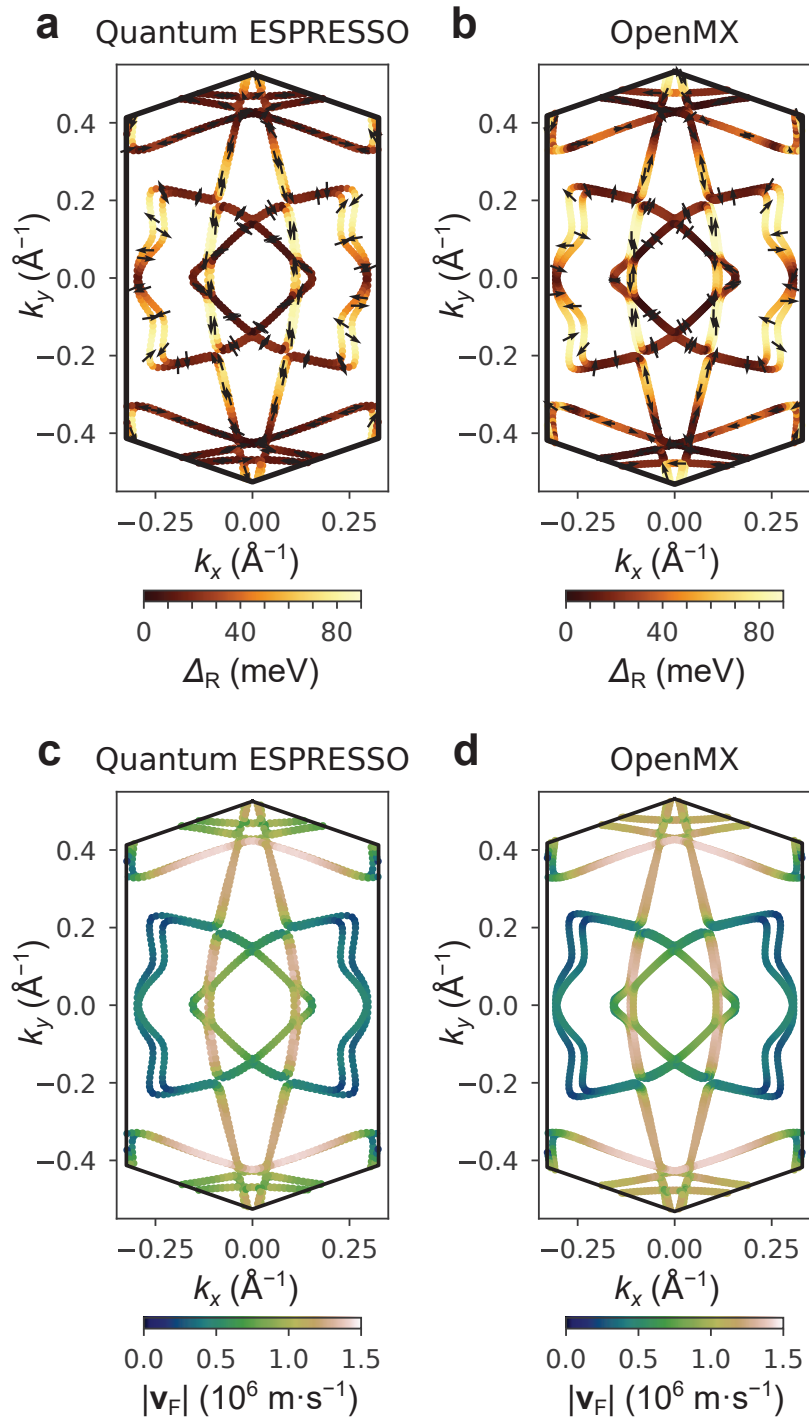 a Quantum ESPRESSO
b OpenMX
0.4
0.2
0.0
−0.2
−0.4
k_y (Å⁻¹)
−0.25 0.00 0.25
k_x (Å⁻¹)
0 40 80
Δ_R (meV)
0.4
0.2
0.0
−0.2
−0.4
k_y (Å⁻¹)
−0.25 0.00 0.25
k_x (Å⁻¹)
0 40 80
Δ_R (meV)
c Quantum ESPRESSO
d OpenMX
0.4
0.2
0.0
−0.2
−0.4
k_y (Å⁻¹)
−0.25 0.00 0.25
k_x (Å⁻¹)
0.0 0.5 1.0 1.5
|v_F| (10⁶ m·s⁻¹)
0.4
0.2
0.0
−0.2
−0.4
k_y (Å⁻¹)
−0.25 0.00 0.25
k_x (Å⁻¹)
0.0 0.5 1.0 1.5
|v_F| (10⁶ m·s⁻¹)